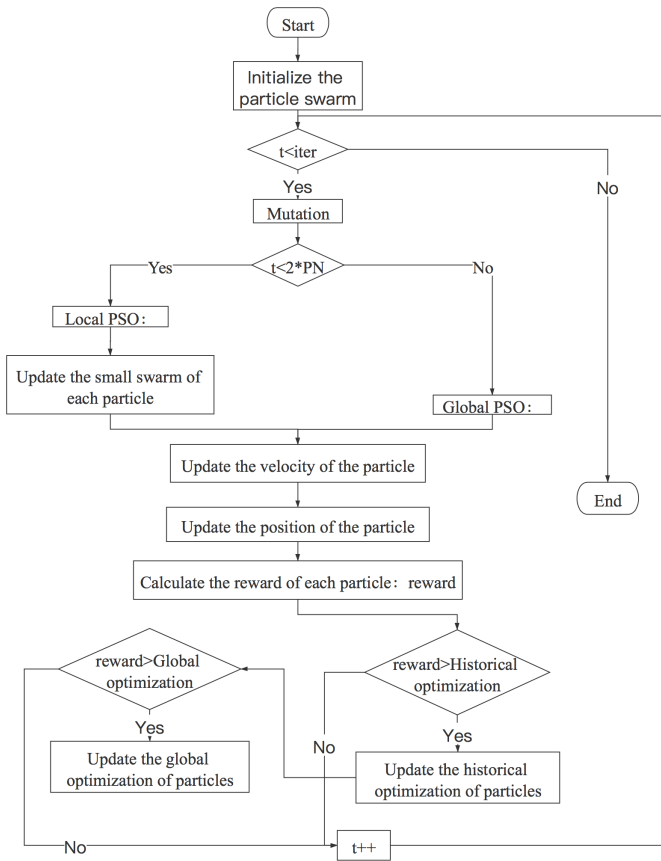 Start
Initialize the
particle swarm
t<iter
Yes
No
Mutation
t<2*PN
Yes
No
Local PSO：
Update the small swarm of
each particle
Global PSO：
Update the velocity of the particle
End
Update the position of the particle
Calculate the reward of each particle：reward
reward>Global
optimization
reward>Historical
optimization
Yes
Yes
No
Update the global
optimization of particles
Update the historical
optimization of particles
No
t++